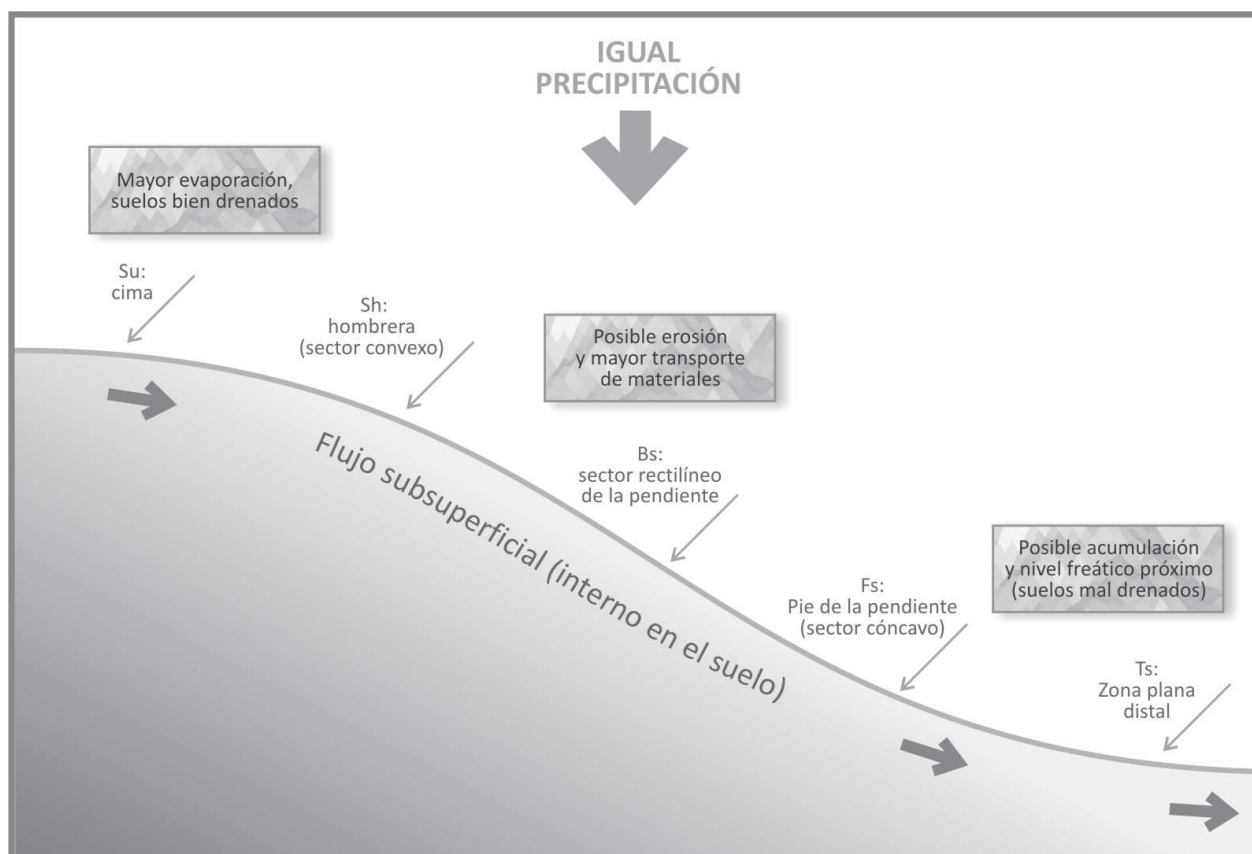 IGUAL
PRECIPITACIÓN
Mayor evaporación,
suelos bien drenados
Su:
cima
Sh:
hombrera
(sector convexo)
Posible erosión
y mayor transporte
de materiales
Flujo subsuperficial (interno en el suelo)
Bs:
sector rectilíneo
de la pendiente
Posible acumulación
y nivel freático próximo
(suelos mal drenados)
Fs:
Pie de la pendiente
(sector cóncavo)
Ts:
Zona plana
distal